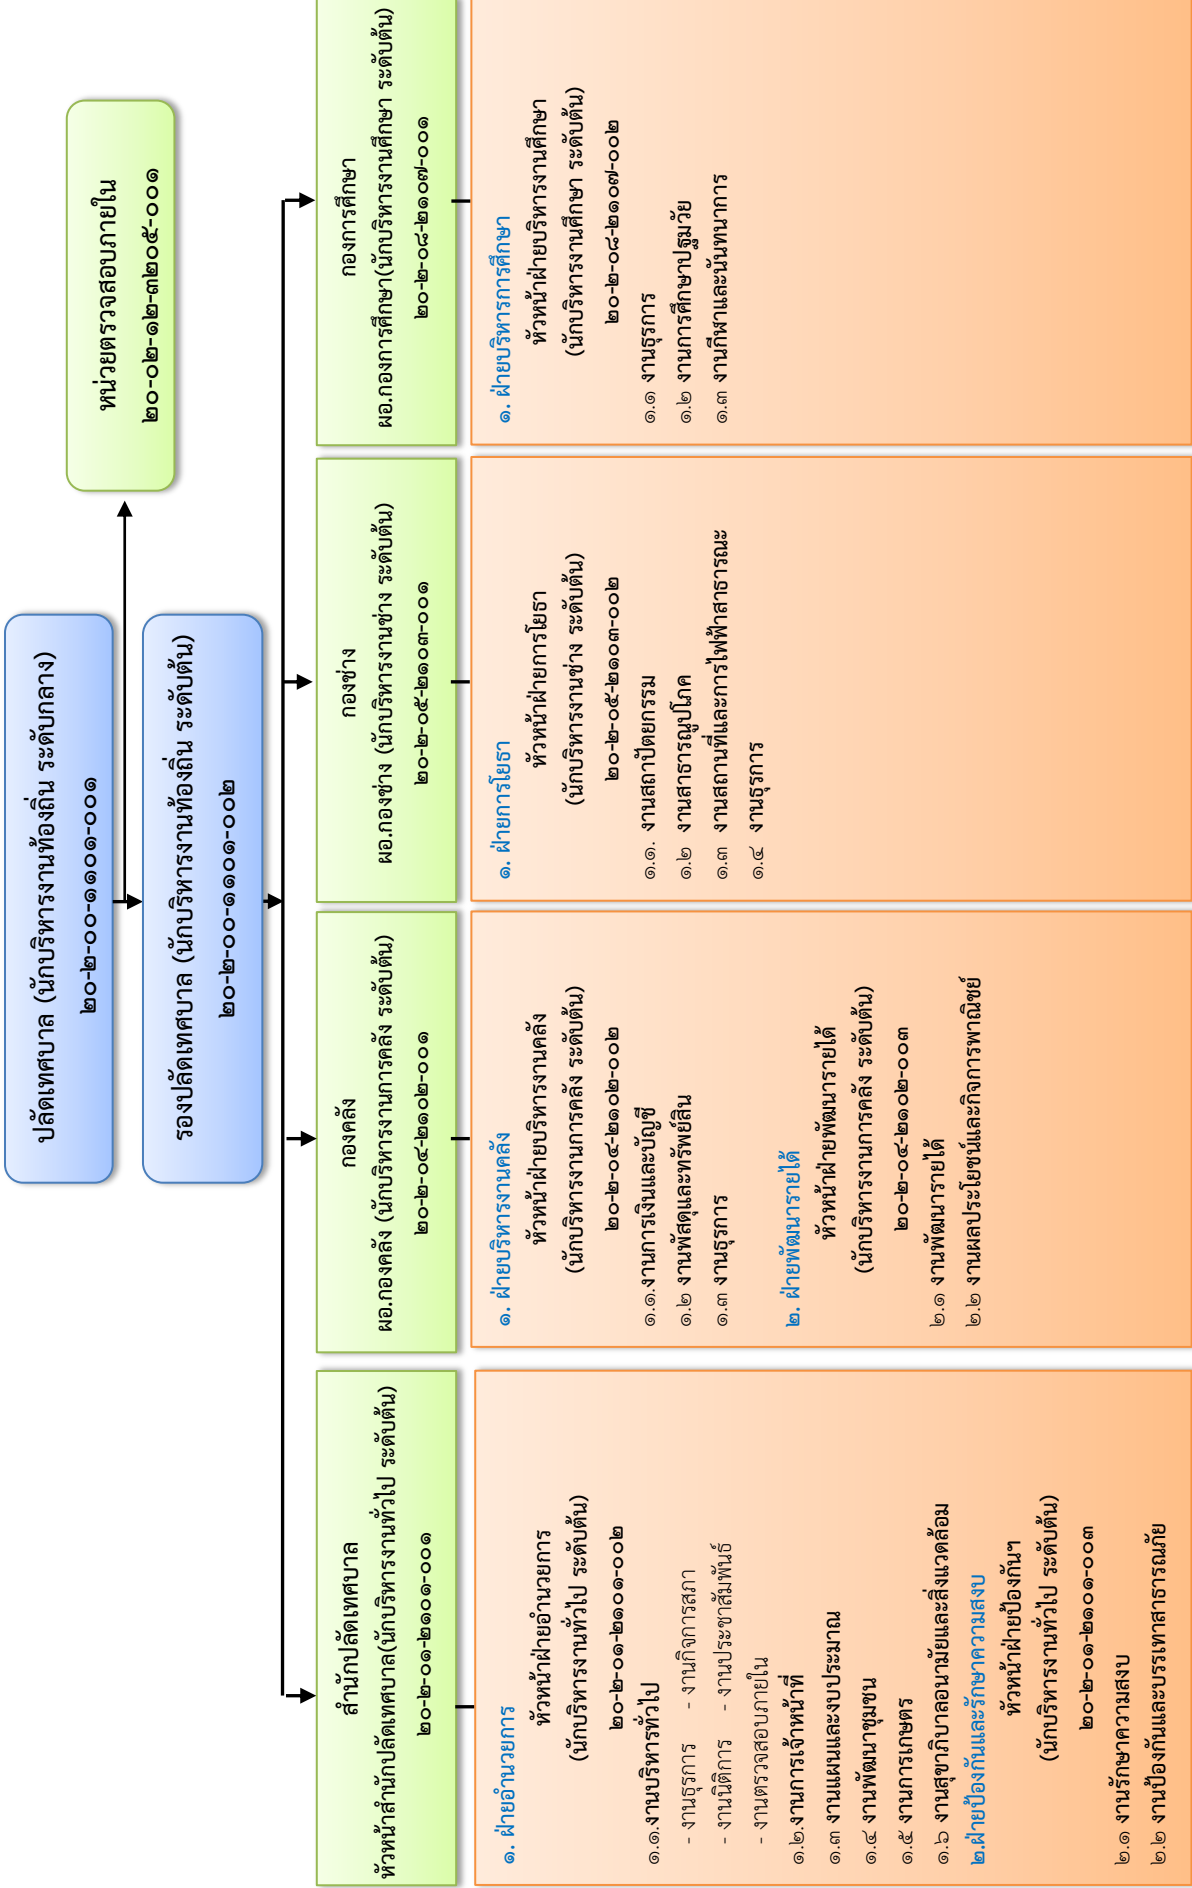 ปลัดเทศบาล (นักบริหารงานท้องถิ่น ระดับกลาง)
๒๐-๒-๐๐-๑๑๐๑-๐๐๑
หน่วยตรวจสอบภายใน
๒๐-๐๒-๑๒-๓๒๐๕-๐๐๑
รองปลัดเทศบาล (นักบริหารงานท้องถิ่น ระดับต้น)
๒๐-๒-๐๐-๑๑๐๑-๐๐๒
สำนักปลัดเทศบาล
หัวหน้าสำนักปลัดเทศบาล(นักบริหารงานทั่วไป ระดับต้น)
๒๐-๒-๐๑-๒๑๐๑-๐๐๑
๑. ฝ่ายอำนวยการ
หัวหน้าฝ่ายอำนวยการ
(นักบริหารงานทั่วไป ระดับต้น)
๒๐-๒-๐๑-๒๑๐๑-๐๐๒
๑.๑.งานบริหารทั่วไป
- งานธุรการ - งานกิจการสภา
- งานนิติการ - งานประชาสัมพันธ์
- งานตรวจสอบภายใน
๑.๒.งานการเจ้าหน้าที่
๑.๓ งานแผนและงบประมาณ
๑.๔ งานพัฒนาชุมชน
๑.๕ งานการเกษตร
๑.๖ งานสุขาภิบาลอนามัยและสิ่งแวดล้อม
๒.ฝ่ายป้องกันและรักษาความสงบ
หัวหน้าฝ่ายป้องกันฯ
(นักบริหารงานทั่วไป ระดับต้น)
๒๐-๒-๐๑-๒๑๐๑-๐๐๓
๒.๑ งานรักษาความสงบ
๒.๒ งานป้องกันและบรรเทาสาธารณภัย
กองคลัง
ผอ.กองคลัง (นักบริหารงานการคลัง ระดับต้น)
๒๐-๒-๐๔-๒๑๐๒-๐๐๑
๑. ฝ่ายบริหารงานคลัง
หัวหน้าฝ่ายบริหารงานคลัง
(นักบริหารงานการคลัง ระดับต้น)
๒๐-๒-๐๔-๒๑๐๒-๐๐๒
๑.๑.งานการเงินและบัญชี
๑.๒ งานพัสดุและทรัพย์สิน
๑.๓ งานธุรการ
๒. ฝ่ายพัฒนารายได้
หัวหน้าฝ่ายพัฒนารายได้
(นักบริหารงานการคลัง ระดับต้น)
๒๐-๒-๐๔-๒๑๐๒-๐๐๓
๒.๑ งานพัฒนารายได้
๒.๒ งานผลประโยชน์และกิจการพาณิชย์
กองช่าง
ผอ.กองช่าง (นักบริหารงานช่าง ระดับต้น)
๒๐-๒-๐๕-๒๑๐๓-๐๐๑
๑. ฝ่ายการโยธา
หัวหน้าฝ่ายการโยธา
(นักบริหารงานช่าง ระดับต้น)
๒๐-๒-๐๕-๒๑๐๓-๐๐๒
๑.๑. งานสถาปัตยกรรม
๑.๒ งานสาธารณูปโภค
๑.๓ งานสถานที่และการไฟฟ้าสาธารณะ
๑.๔ งานธุรการ
กองการศึกษา
ผอ.กองการศึกษา(นักบริหารงานศึกษา ระดับต้น)
๒๐-๒-๐๘-๒๑๐๗-๐๐๑
๑. ฝ่ายบริหารการศึกษา
หัวหน้าฝ่ายบริหารงานศึกษา
(นักบริหารงานศึกษา ระดับต้น)
๒๐-๒-๐๘-๒๑๐๗-๐๐๒
๑.๑ งานธุรการ
๑.๒ งานการศึกษาปฐมวัย
๑.๓ งานกีฬาและนันทนาการ